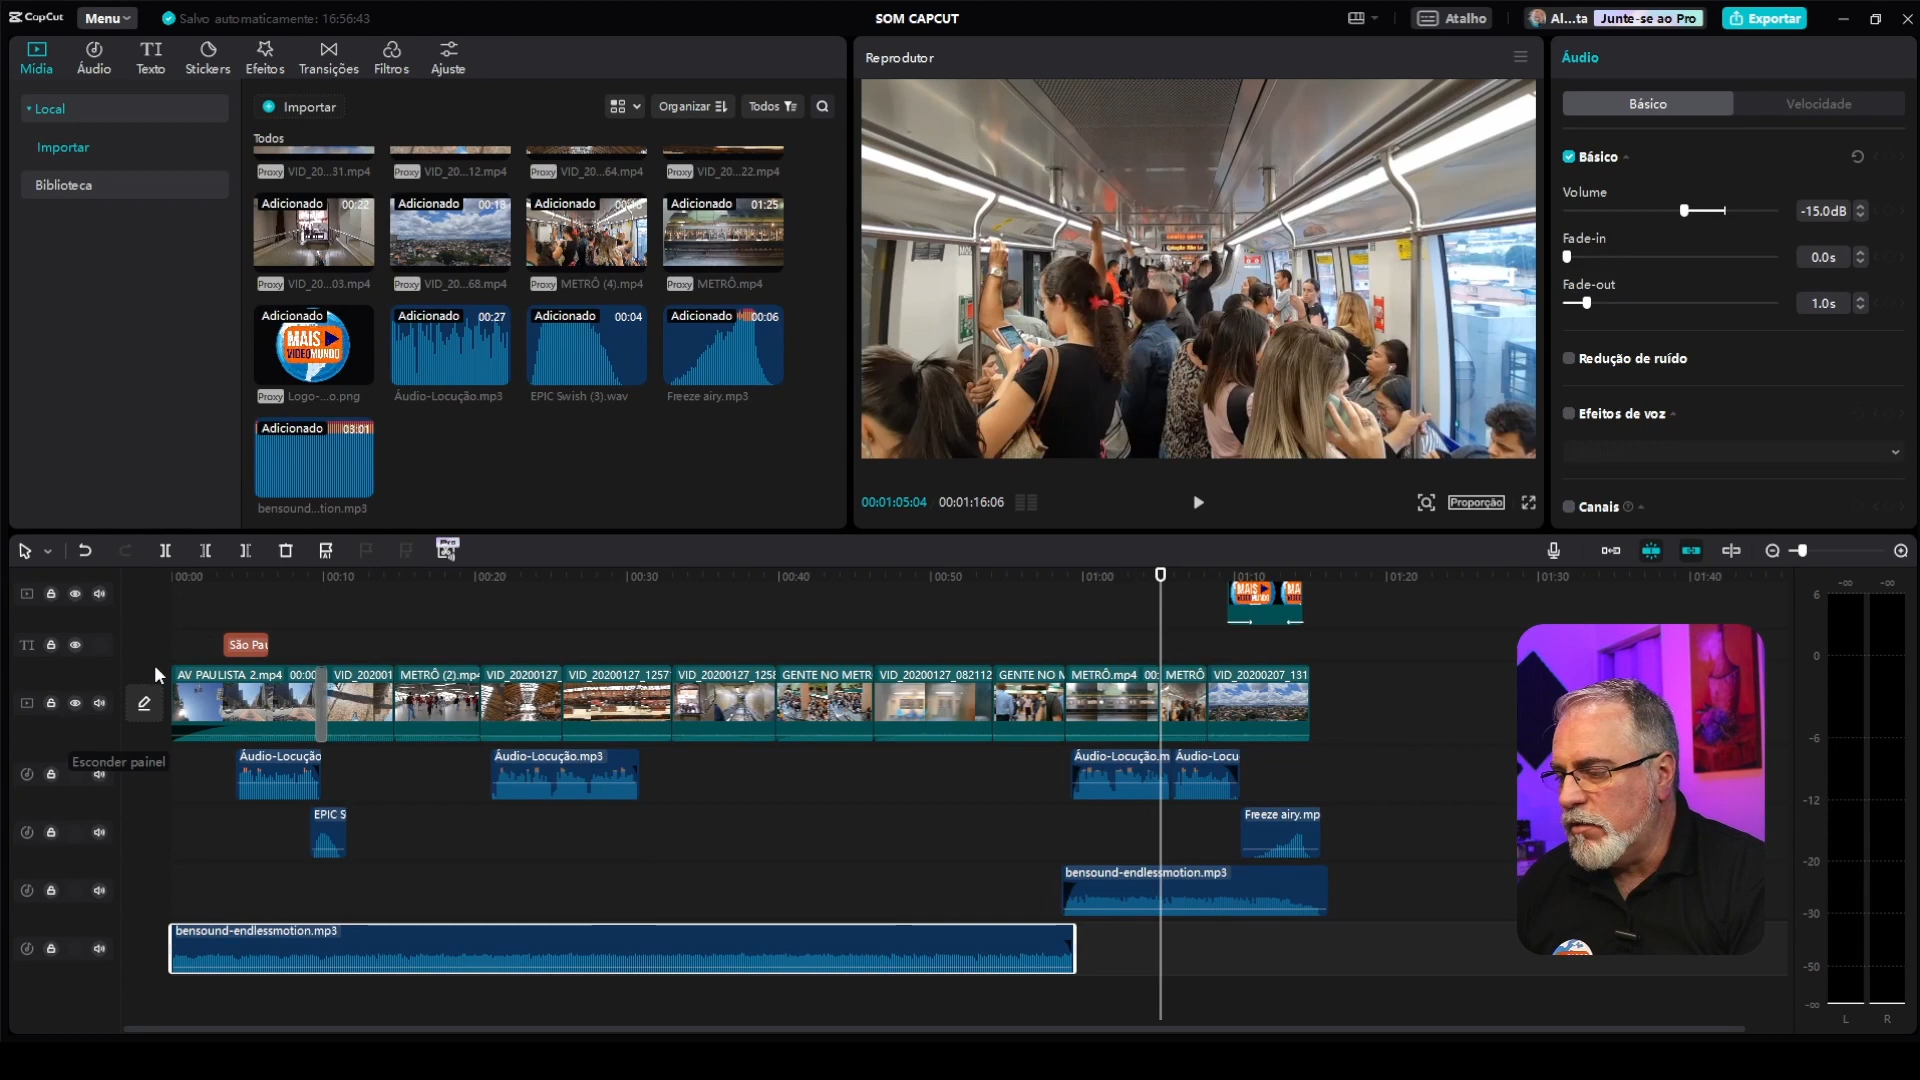 CapCut
Menu
Salvo automaticamente: 16:56:43
SOM CAPCUT
Atalho
Al...ta
Junte-se ao Pro
Exportar
Mídia
Áudio
Texto
Stickers
Efeitos
Transições
Filtros
Ajuste
Local
Importar
Biblioteca
Importar
Organizar
Todos
Todos
Proxy VID_20...31.mp4
Proxy VID_20...12.mp4
Proxy VID_20...64.mp4
Proxy VID_20...22.mp4
Adicionado 00:22
Adicionado 00:18
Adicionado
Adicionado 01:25
Proxy VID_20...03.mp4
Proxy VID_20...68.mp4
Proxy METRÔ (4).mp4
Proxy METRÔ.mp4
Adicionado
MAIS
VIDEOMUNDO
Adicionado 00:27
Adicionado 00:04
Adicionado 00:06
Proxy Logo-...o.png
Áudio-Locução.mp3
EPIC Swish (3).wav
Freeze airy.mp3
Adicionado 03:01
bensound...tion.mp3
Reprodutor
00:01:05:04
00:01:16:06
Proporção
Áudio
Básico
Velocidade
Básico
Volume
-15.0dB
Fade-in
0.0s
Fade-out
1.0s
Redução de ruído
Efeitos de voz
Canais
Pro
00:00
00:10
00:20
00:30
00:40
00:50
01:00
01:10
01:20
01:30
01:40
MAIS
MA
TI
São Pau
AV PAULISTA 2.mp4 00:00
VID_202001
METRÔ (2).mp4
VID_20200127
VID_20200127_1257
VID_20200127_1258
GENTE NO METR
VID_20200127_082112
GENTE NO M
METRÔ.mp4 00:
METRÔ
VID_20200207_131
Esconder painel
Áudio-Locução
Áudio-Locução.mp3
Áudio-Locução.m
Áudio-Locu
EPIC S
Freeze airy.mp
bensound-endlessmotion.mp3
bensound-endlessmotion.mp3
-∞
-∞
6
0
-6
-12
-20
-30
-50
-∞
L
R